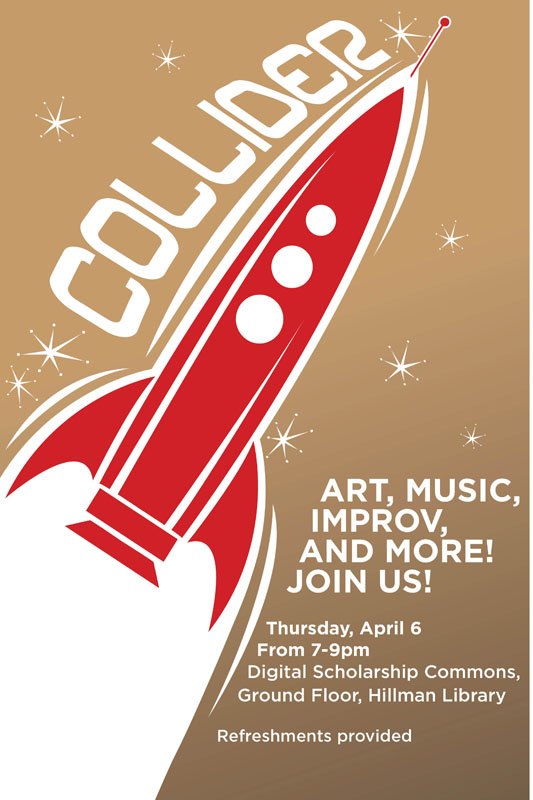 COLLIDER
ART, MUSIC,
IMPROV,
AND MORE!
JOIN US!
Thursday, April 6
From 7-9pm
Digital Scholarship Commons,
Ground Floor, Hillman Library
Refreshments provided